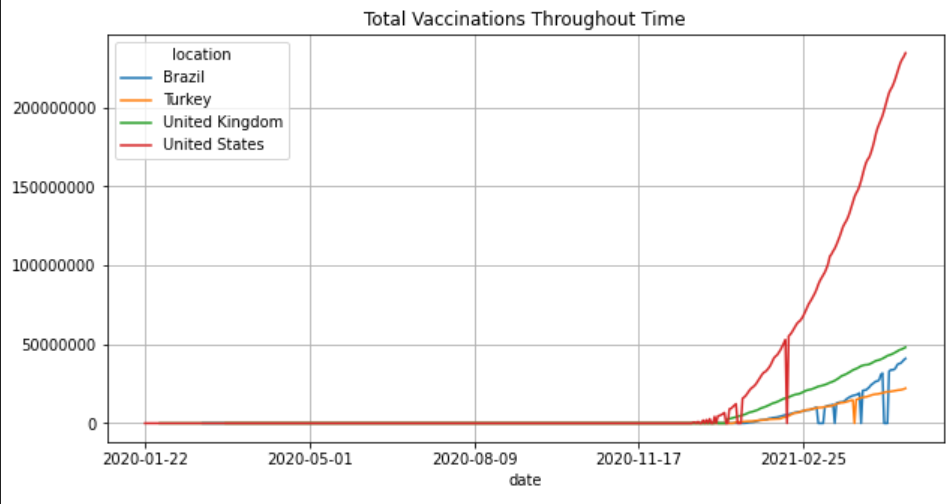 Total Vaccinations Throughout Time
location
Brazil
Turkey
United Kingdom
United States
200000000
150000000
100000000
50000000
0
2020-01-22
2020-05-01
2020-08-09
2020-11-17
2021-02-25
date